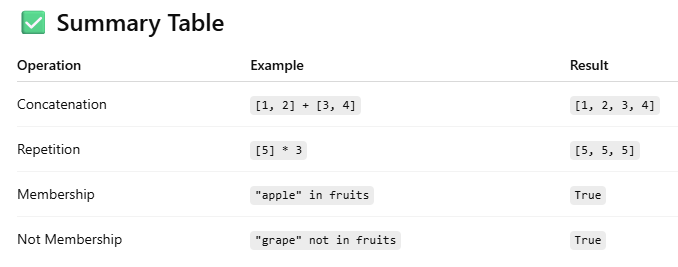 ✅ Summary Table
Operation Example Result
Concatenation [1, 2] + [3, 4] [1, 2, 3, 4]
Repetition [5] * 3 [5, 5, 5]
Membership "apple" in fruits True
Not Membership "grape" not in fruits True